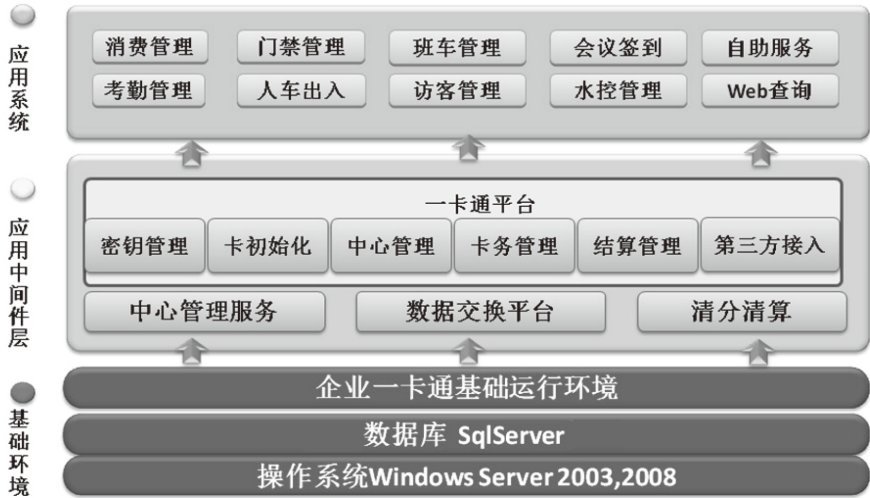 应用系统
消费管理 门禁管理 班车管理 会议签到 自助服务
考勤管理 人车出入 访客管理 水控管理 Web查询
应用中间件层
一卡通平台
密钥管理 卡初始化 中心管理 卡务管理 结算管理 第三方接入
中心管理服务 数据交换平台 清分清算
基础环境
企业一卡通基础运行环境
数据库 SqlServer
操作系统Windows Server 2003,2008